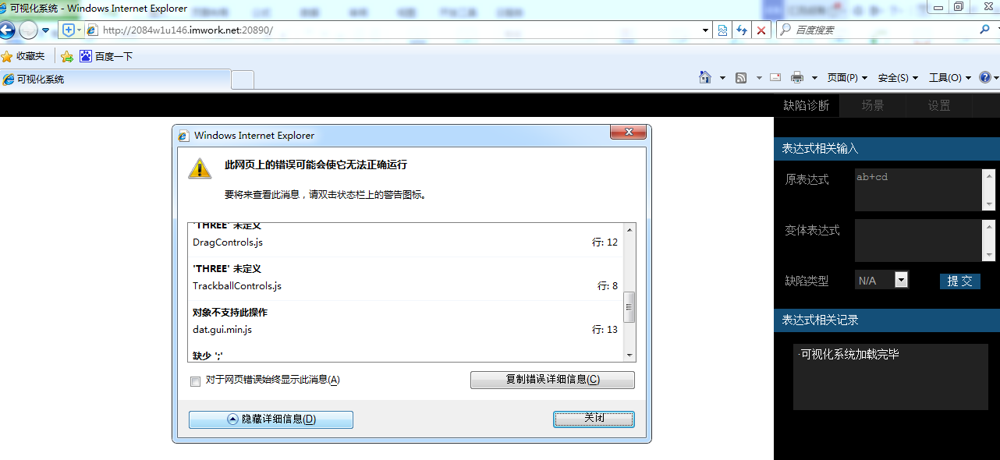 可视化系统 - Windows Internet Explorer
http://2084w1u146.imwork.net:20890/
百度搜索
收藏夹
百度一下
可视化系统
页面(P)
安全(S)
工具(O)
缺陷诊断
场景
设置
Windows Internet Explorer
此网页上的错误可能会使它无法正确运行
要将来查看此消息，请双击状态栏上的警告图标。
'THREE' 未定义
DragControls.js 行: 12
'THREE' 未定义
TrackballControls.js 行: 8
对象不支持此操作
dat.gui.min.js 行: 13
缺少 ';'
对于网页错误始终显示此消息(A)
复制错误详细信息(C)
隐藏详细信息(D)
关闭
表达式相关输入
原表达式
ab+cd
变体表达式
缺陷类型
N/A
提 交
表达式相关记录
·可视化系统加载完毕